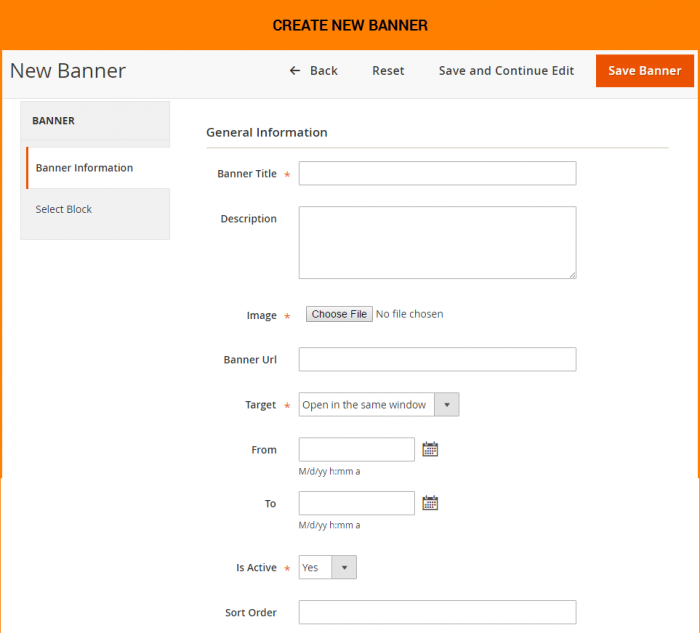 CREATE NEW BANNER
New Banner
← Back
Reset
Save and Continue Edit
Save Banner
BANNER
Banner Information
Select Block
General Information
Banner Title *
Description
Image * Choose File No file chosen
Banner Url
Target * Open in the same window
From
M/d/yy h:mm a
To
M/d/yy h:mm a
Is Active * Yes
Sort Order